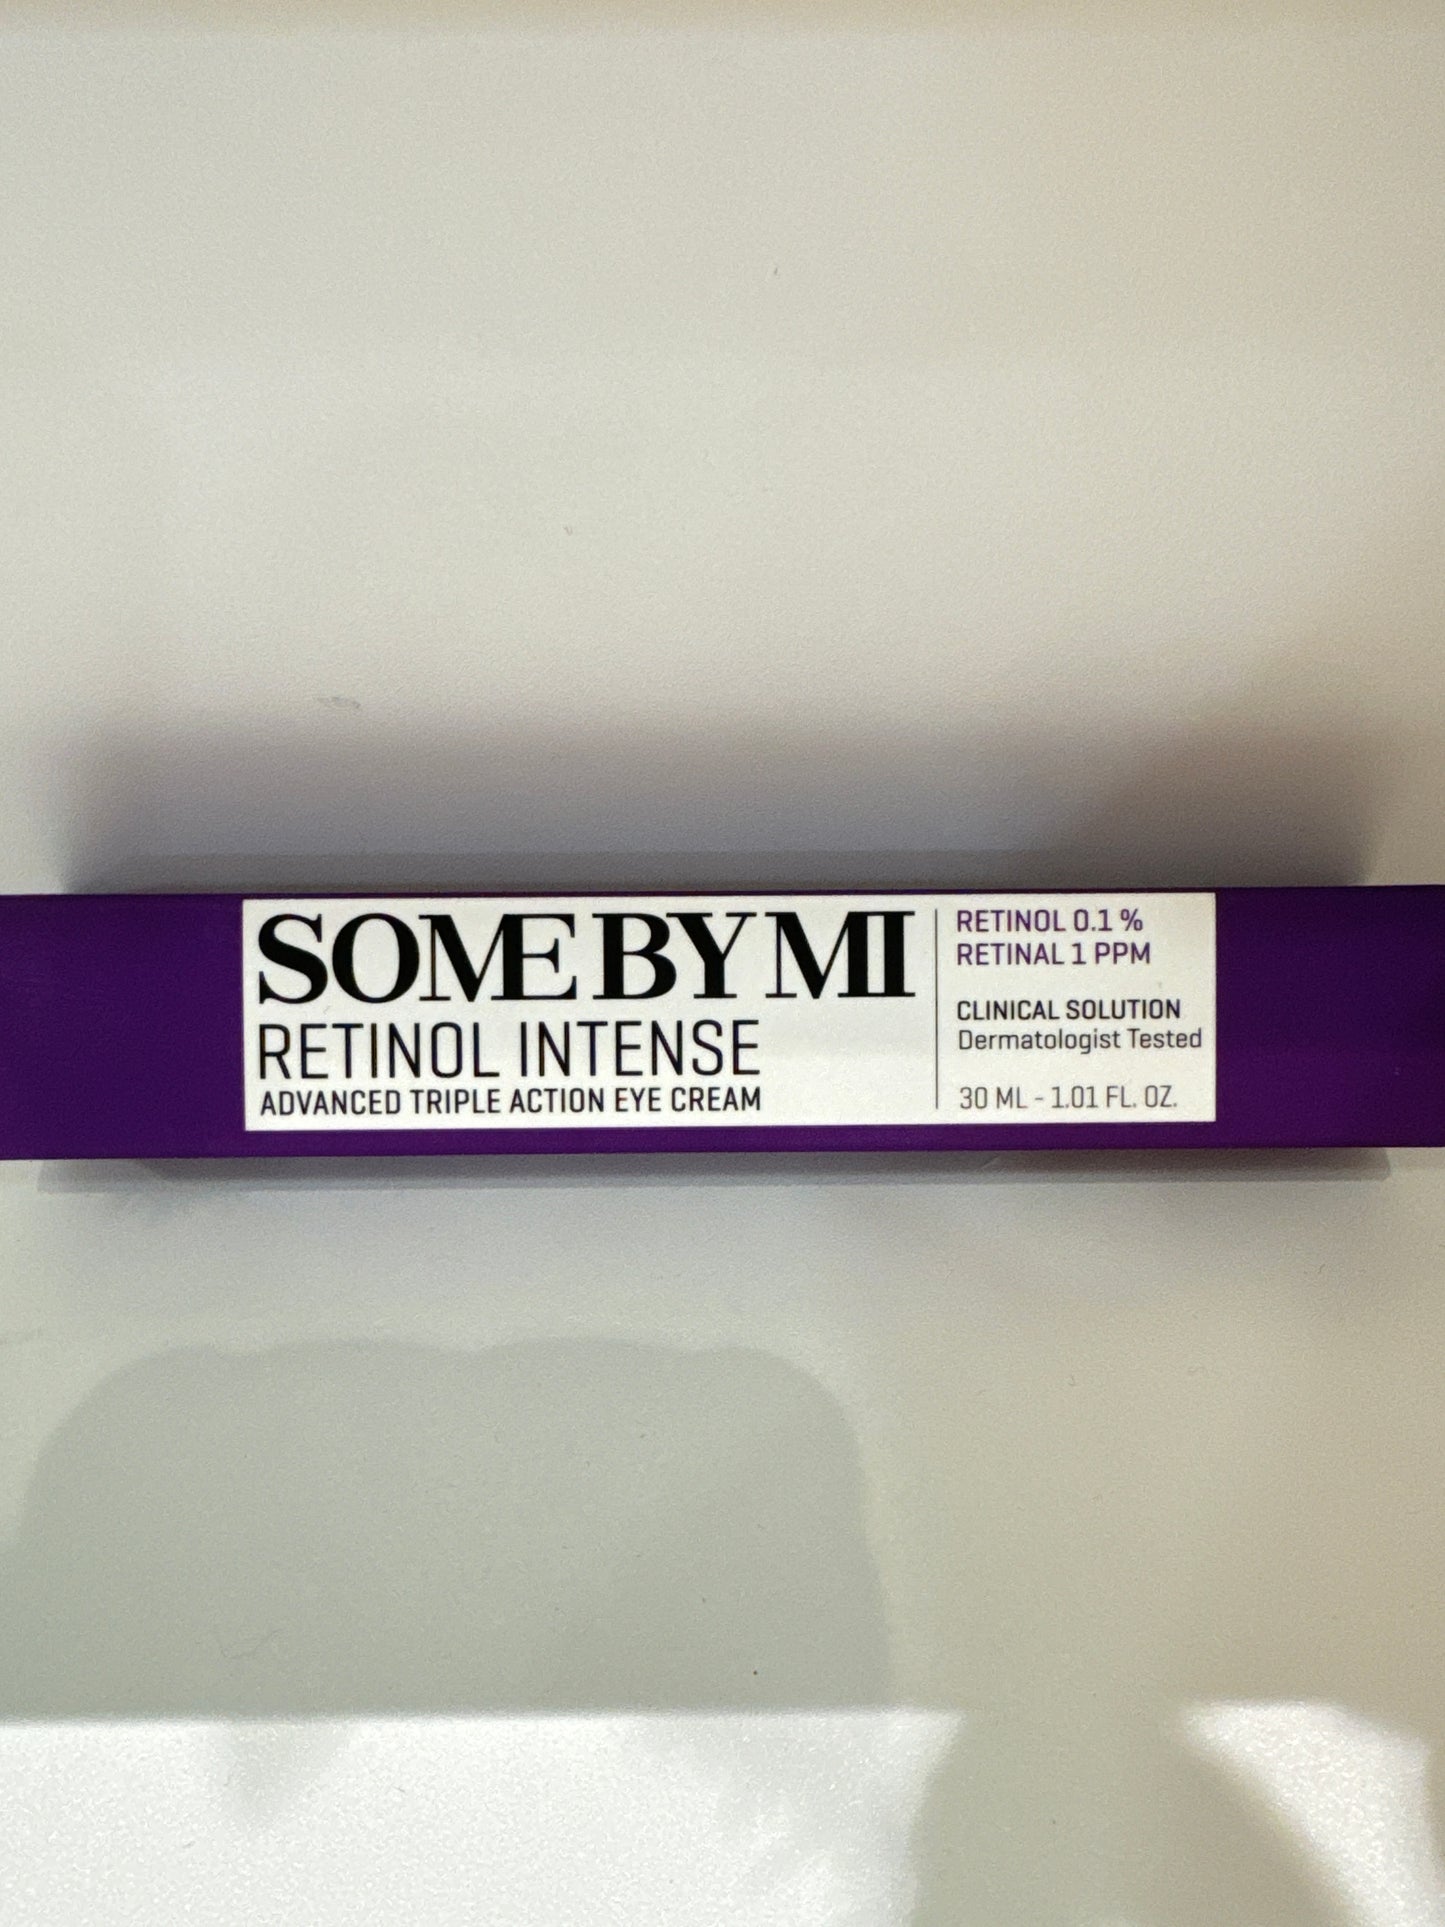 SOME BY MI
RETINOL INTENSE
ADVANCED TRIPLE ACTION EYE CREAM
RETINOL 0.1 %
RETINAL 1 PPM
CLINICAL SOLUTION
Dermatologist Tested
30 ML - 1.01 FL. OZ.